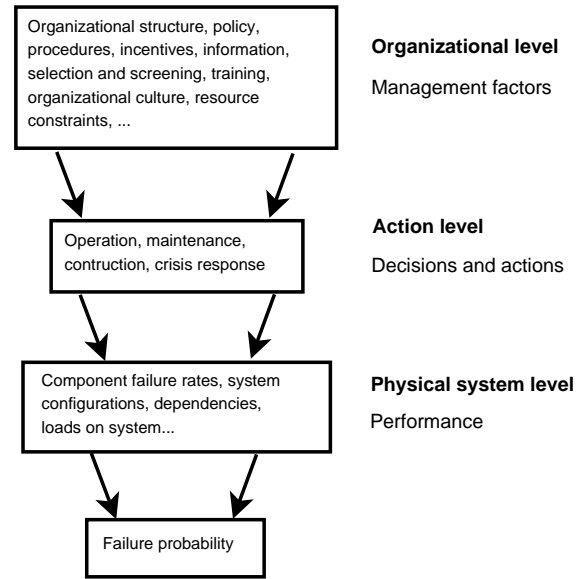 Organizational structure, policy,
procedures, incentives, information,
selection and screening, training,
organizational culture, resource
constraints, ...
Organizational level
Management factors
Operation, maintenance,
contruction, crisis response
Action level
Decisions and actions
Component failure rates, system
configurations, dependencies,
loads on system...
Physical system level
Performance
Failure probability